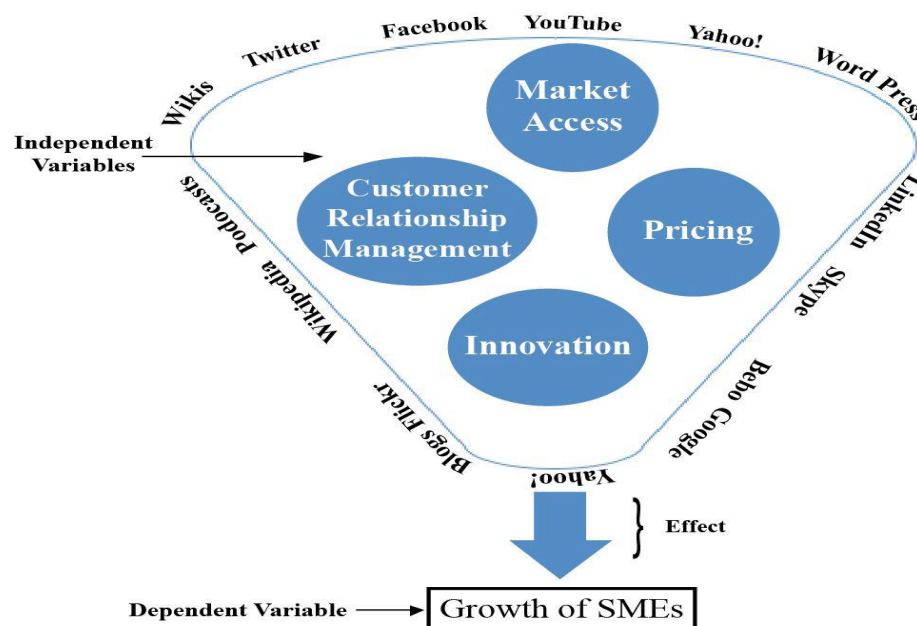 YouTube
Facebook
Yahoo!
Twitter
Word Press
Wikis
Market
Access
Independent
Variables
Customer
Relationship
Management
Pricing
Innovation
Podocasts
Wikipedia
Blogs Flickr
LinkedIn
Skype
Bebo Google
Yahoo!
Effect
Dependent Variable
Growth of SMEs